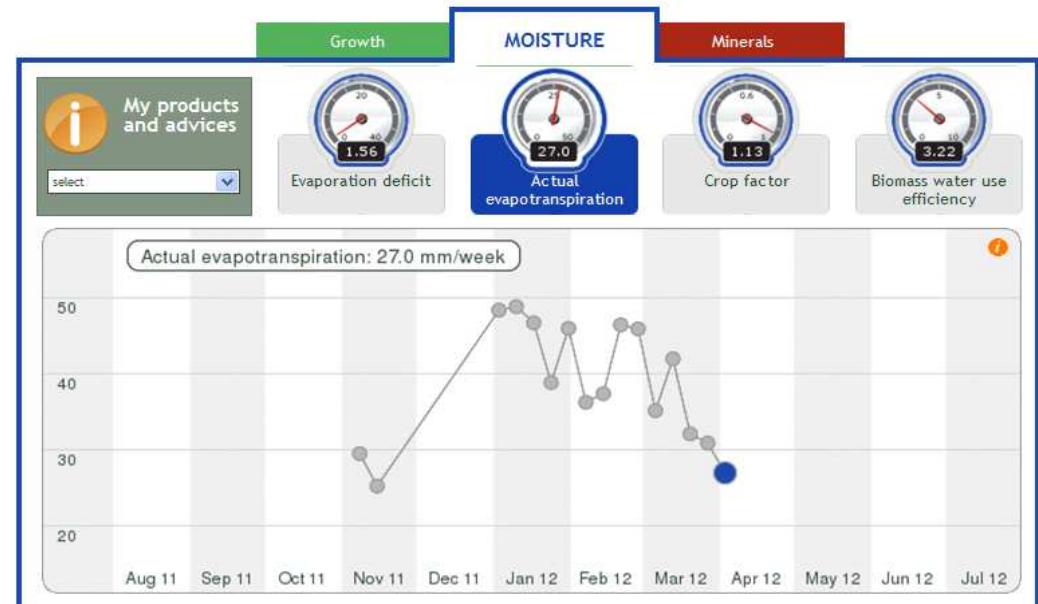 Growth
MOISTURE
Minerals
i
My products
and advices
select
20
0 40
1.56
Evaporation deficit
25
0 50
27.0
Actual
evapotranspiration
0.6
0 1
1.13
Crop factor
5
0 10
3.22
Biomass water use
efficiency
Actual evapotranspiration: 27.0 mm/week
i
50
40
30
20
Aug 11 Sep 11 Oct 11 Nov 11 Dec 11 Jan 12 Feb 12 Mar 12 Apr 12 May 12 Jun 12 Jul 12